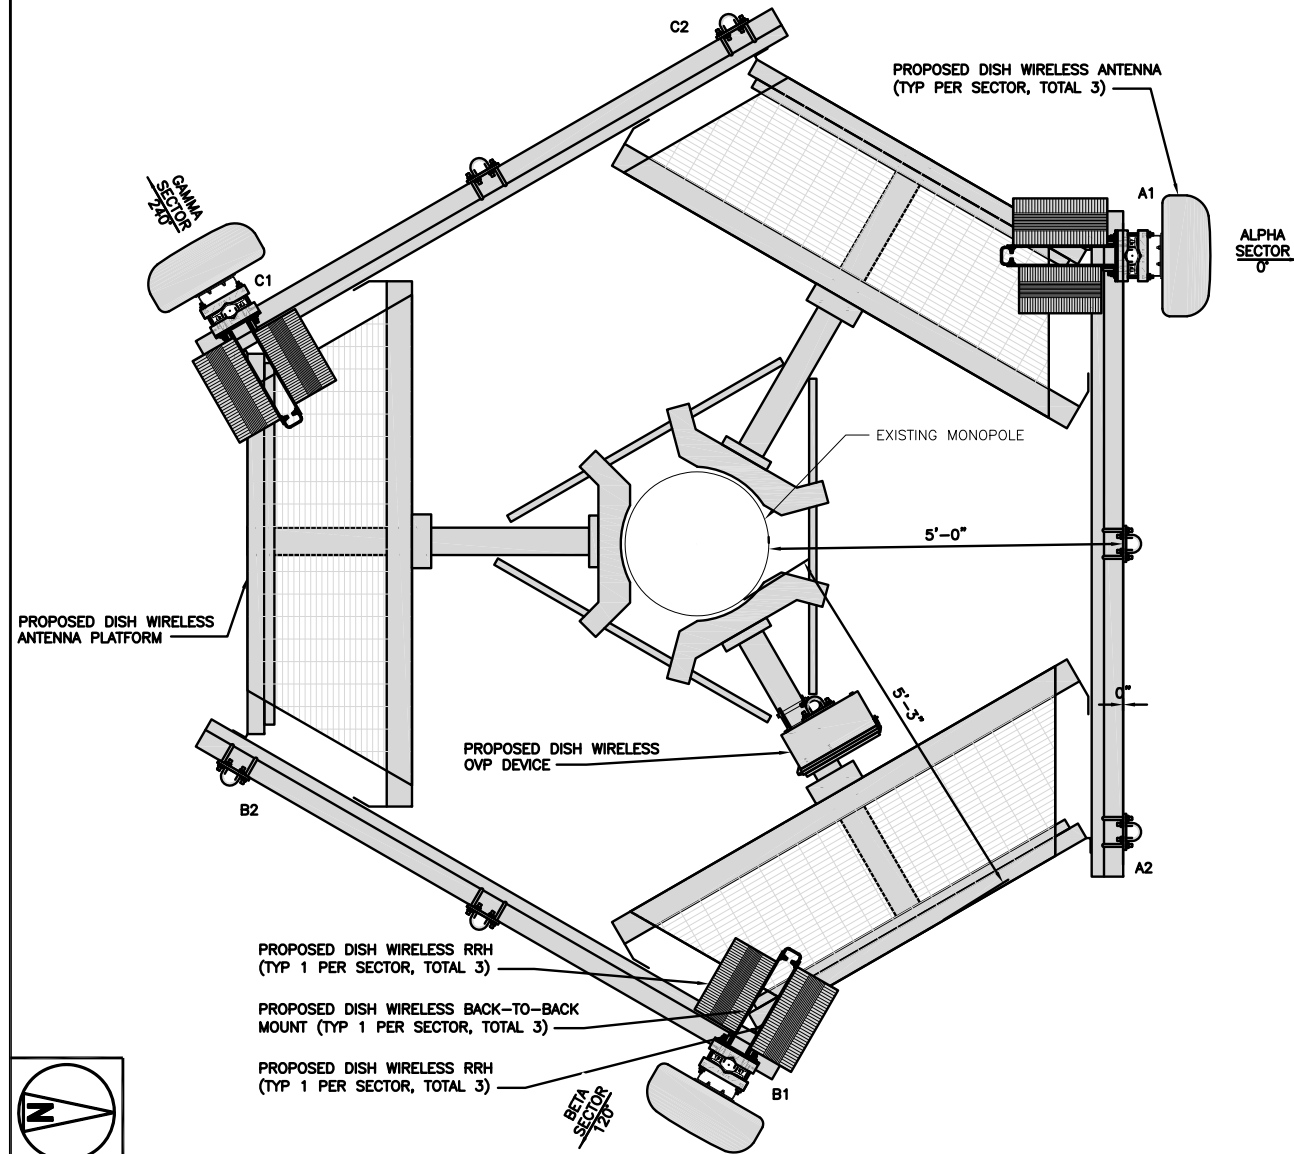 C2
PROPOSED DISH WIRELESS ANTENNA
(TYP PER SECTOR, TOTAL 3)
GAMMA
SECTOR
240°
A1
ALPHA
SECTOR
0°
C1
EXISTING MONOPOLE
5'-0"
PROPOSED DISH WIRELESS
ANTENNA PLATFORM
5'-3"
0"
PROPOSED DISH WIRELESS
OVP DEVICE
B2
A2
PROPOSED DISH WIRELESS RRH
(TYP 1 PER SECTOR, TOTAL 3)
PROPOSED DISH WIRELESS BACK-TO-BACK
MOUNT (TYP 1 PER SECTOR, TOTAL 3)
PROPOSED DISH WIRELESS RRH
(TYP 1 PER SECTOR, TOTAL 3)
B1
BETA
SECTOR
120°
N